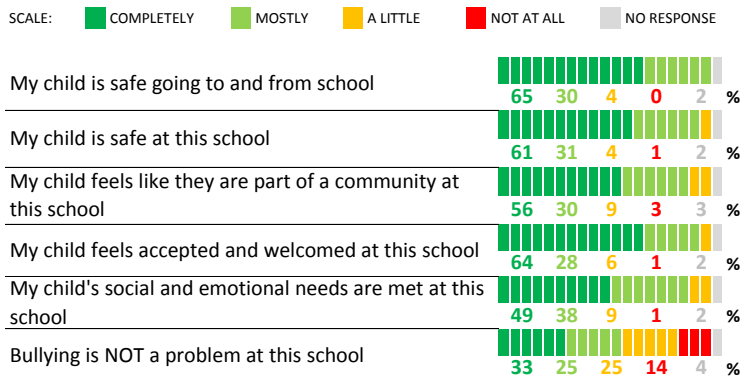 SCALE: COMPLETELY MOSTLY A LITTLE NOT AT ALL NO RESPONSE
My child is safe going to and from school
65 30 4 0 2 %
My child is safe at this school
61 31 4 1 2 %
My child feels like they are part of a community at
this school
56 30 9 3 3 %
My child feels accepted and welcomed at this school
64 28 6 1 2 %
My child's social and emotional needs are met at this
school
49 38 9 1 2 %
Bullying is NOT a problem at this school
33 25 25 14 4 %